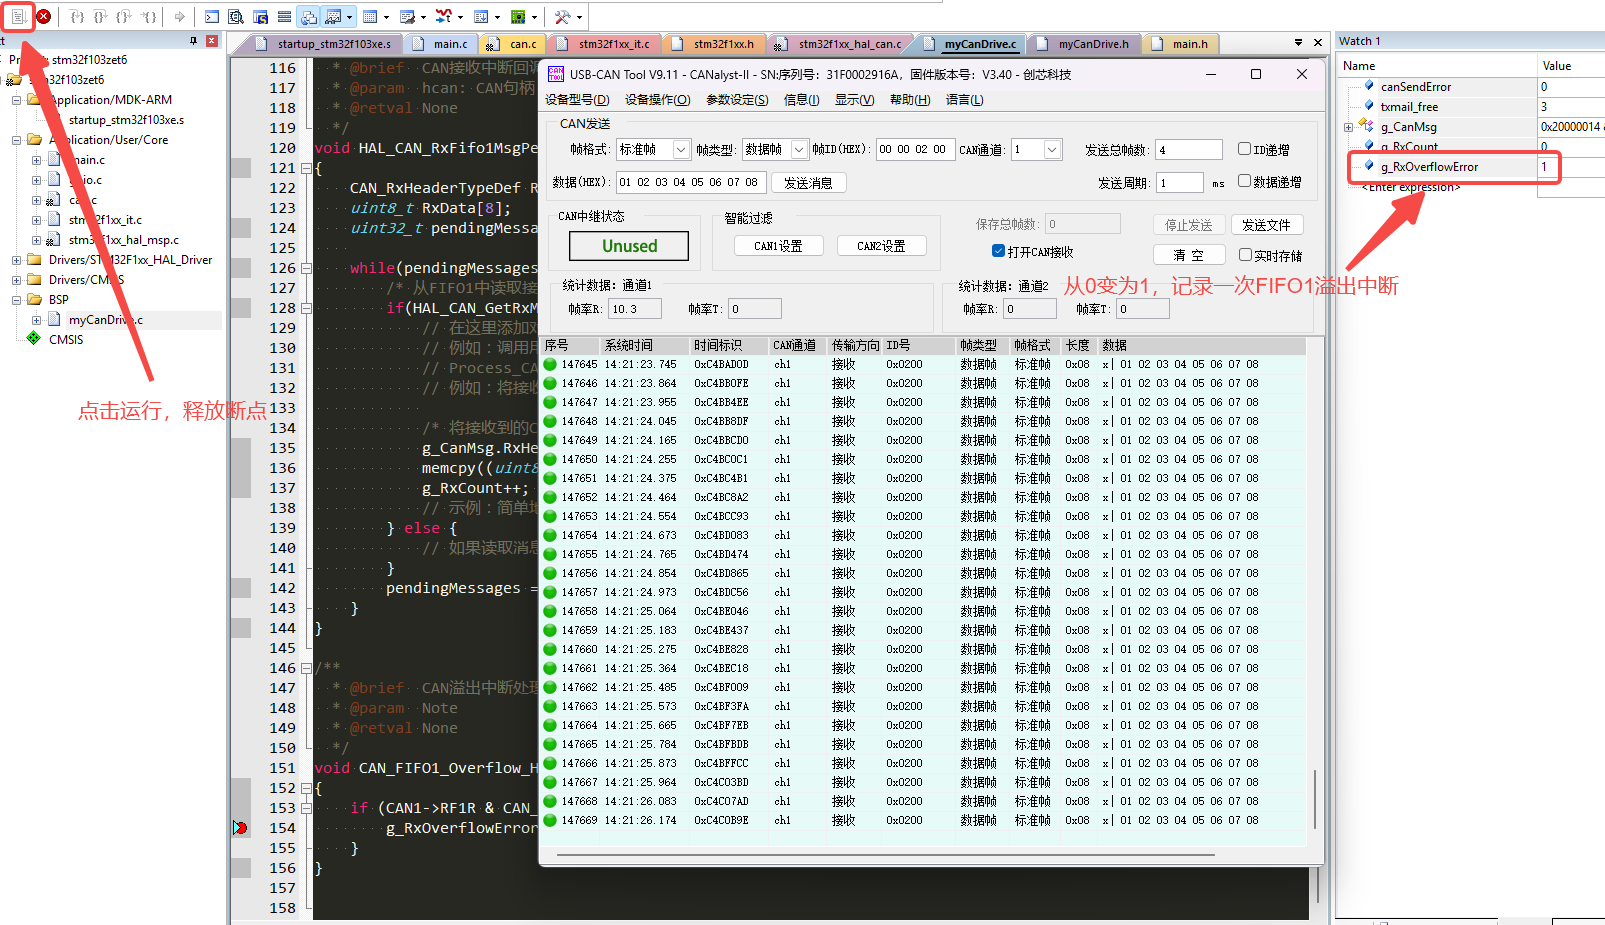 startup_stm32f103xe.s
main.c
can.c
stm32f1xx_it.c
stm32f1xx.h
stm32f1xx_hal_can.c
myCanDrive.c
myCanDrive.h
main.h
stm32f103zet6
Application/MDK-ARM
startup_stm32f103xe.s
Application/User/Core
stm32f1xx_hal_msp.c
Drivers/STM32F1xx_HAL_Driver
Drivers/CMSIS
BSP
myCanDrive.c
CMSIS
点击运行，释放断点
116 * @brief CAN接收中断回调
117 * @param hcan: CAN句柄
118 * @retval None
119 */
120 void HAL_CAN_RxFifo1MsgPe
121 {
122 CAN_RxHeaderTypeDef R
123 uint8_t RxData[8];
124 uint32_t pendingMessa
125
126 while(pendingMessages
127 /* 从FIFO1中读取接
128 if(HAL_CAN_GetRxM
129 // 在这里添加对
130 // 例如：调用用
131 // Process_CA
132 // 例如：将接收
133
134 /* 将接收到的C
135 g_CanMsg.RxHe
136 memcpy((uint8
137 g_RxCount++;
138 // 示例：简单地
139 } else {
140 // 如果读取消息
141 }
142 pendingMessages =
143 }
144 }
145
146 /**
147 * @brief CAN溢出中断处理
148 * @param Note
149 * @retval None
150 */
151 void CAN_FIFO1_Overflow_H
152 {
153 if (CAN1->RF1R & CAN_
154 g_RxOverflowError
155 }
156 }
157
158
USB-CAN Tool V9.11 - CANalyst-II - SN:序列号：31F0002916A，固件版本号：V3.40 - 创芯科技
设备型号(D) 设备操作(O) 参数设定(S) 信息(I) 显示(V) 帮助(H) 语言(L)
CAN发送
帧格式: 标准帧 帧类型: 数据帧 帧ID(HEX): 00 00 02 00 CAN通道: 1 发送总帧数: 4 ID递增
数据(HEX): 01 02 03 04 05 06 07 08 发送消息 发送周期: 1 ms 数据递增
CAN中继状态 智能过滤 保存总帧数: 0 停止发送 发送文件
Unused CAN1设置 CAN2设置 打开CAN接收 清 空 实时存储
统计数据：通道1 统计数据：通道2
帧率R: 10.3 帧率T: 0 帧率R: 0 帧率T: 0
从0变为1，记录一次FIFO1溢出中断
序号 系统时间 时间标识 CAN通道 传输方向 ID号 帧类型 帧格式 长度 数据
147645 14:21:23.745 0xC4BAD0D ch1 接收 0x0200 数据帧 标准帧 0x08 x| 01 02 03 04 05 06 07 08
147646 14:21:23.864 0xC4BB0FE ch1 接收 0x0200 数据帧 标准帧 0x08 x| 01 02 03 04 05 06 07 08
147647 14:21:23.955 0xC4BB4EE ch1 接收 0x0200 数据帧 标准帧 0x08 x| 01 02 03 04 05 06 07 08
147648 14:21:24.045 0xC4BB8DF ch1 接收 0x0200 数据帧 标准帧 0x08 x| 01 02 03 04 05 06 07 08
147649 14:21:24.165 0xC4BBCD0 ch1 接收 0x0200 数据帧 标准帧 0x08 x| 01 02 03 04 05 06 07 08
147650 14:21:24.255 0xC4BC0C1 ch1 接收 0x0200 数据帧 标准帧 0x08 x| 01 02 03 04 05 06 07 08
147651 14:21:24.375 0xC4BC4B1 ch1 接收 0x0200 数据帧 标准帧 0x08 x| 01 02 03 04 05 06 07 08
147652 14:21:24.464 0xC4BC8A2 ch1 接收 0x0200 数据帧 标准帧 0x08 x| 01 02 03 04 05 06 07 08
147653 14:21:24.554 0xC4BCC93 ch1 接收 0x0200 数据帧 标准帧 0x08 x| 01 02 03 04 05 06 07 08
147654 14:21:24.673 0xC4BD083 ch1 接收 0x0200 数据帧 标准帧 0x08 x| 01 02 03 04 05 06 07 08
147655 14:21:24.765 0xC4BD474 ch1 接收 0x0200 数据帧 标准帧 0x08 x| 01 02 03 04 05 06 07 08
147656 14:21:24.854 0xC4BD865 ch1 接收 0x0200 数据帧 标准帧 0x08 x| 01 02 03 04 05 06 07 08
147657 14:21:24.973 0xC4BDC56 ch1 接收 0x0200 数据帧 标准帧 0x08 x| 01 02 03 04 05 06 07 08
147658 14:21:25.064 0xC4BE046 ch1 接收 0x0200 数据帧 标准帧 0x08 x| 01 02 03 04 05 06 07 08
147659 14:21:25.183 0xC4BE437 ch1 接收 0x0200 数据帧 标准帧 0x08 x| 01 02 03 04 05 06 07 08
147660 14:21:25.275 0xC4BE828 ch1 接收 0x0200 数据帧 标准帧 0x08 x| 01 02 03 04 05 06 07 08
147661 14:21:25.364 0xC4BEC18 ch1 接收 0x0200 数据帧 标准帧 0x08 x| 01 02 03 04 05 06 07 08
147662 14:21:25.485 0xC4BF009 ch1 接收 0x0200 数据帧 标准帧 0x08 x| 01 02 03 04 05 06 07 08
147663 14:21:25.573 0xC4BF3FA ch1 接收 0x0200 数据帧 标准帧 0x08 x| 01 02 03 04 05 06 07 08
147664 14:21:25.665 0xC4BF7EB ch1 接收 0x0200 数据帧 标准帧 0x08 x| 01 02 03 04 05 06 07 08
147665 14:21:25.784 0xC4BFBDB ch1 接收 0x0200 数据帧 标准帧 0x08 x| 01 02 03 04 05 06 07 08
147666 14:21:25.873 0xC4BFFCC ch1 接收 0x0200 数据帧 标准帧 0x08 x| 01 02 03 04 05 06 07 08
147667 14:21:25.964 0xC4C03BD ch1 接收 0x0200 数据帧 标准帧 0x08 x| 01 02 03 04 05 06 07 08
147668 14:21:26.083 0xC4C07AD ch1 接收 0x0200 数据帧 标准帧 0x08 x| 01 02 03 04 05 06 07 08
147669 14:21:26.174 0xC4C0B9E ch1 接收 0x0200 数据帧 标准帧 0x08 x| 01 02 03 04 05 06 07 08
Watch 1
Name Value
canSendError 0
txmail_free 3
g_CanMsg 0x20000014 &
g_RxCount 0
g_RxOverflowError 1
<Enter expression>